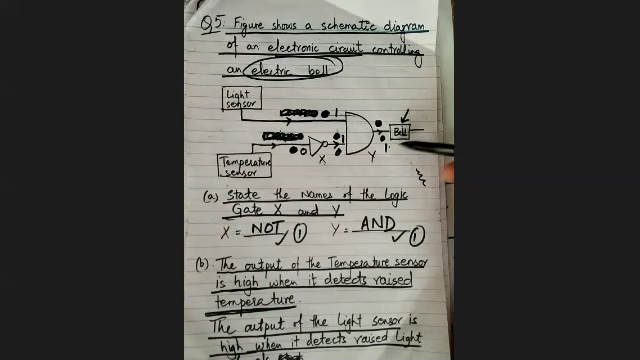 Q5. Figure shows a schematic diagram
of an electronic circuit controlling
an electric bell
Light
sensor
1
Bell
0
1
1
X
Y
Temperature
sensor
(a) State the Names of the Logic
Gate X and Y
X = NOT 1 Y = AND 1
(b) The output of the Temperature sensor
is high when it detects raised
temperature
The output of the Light sensor is
high when it detects raised Light